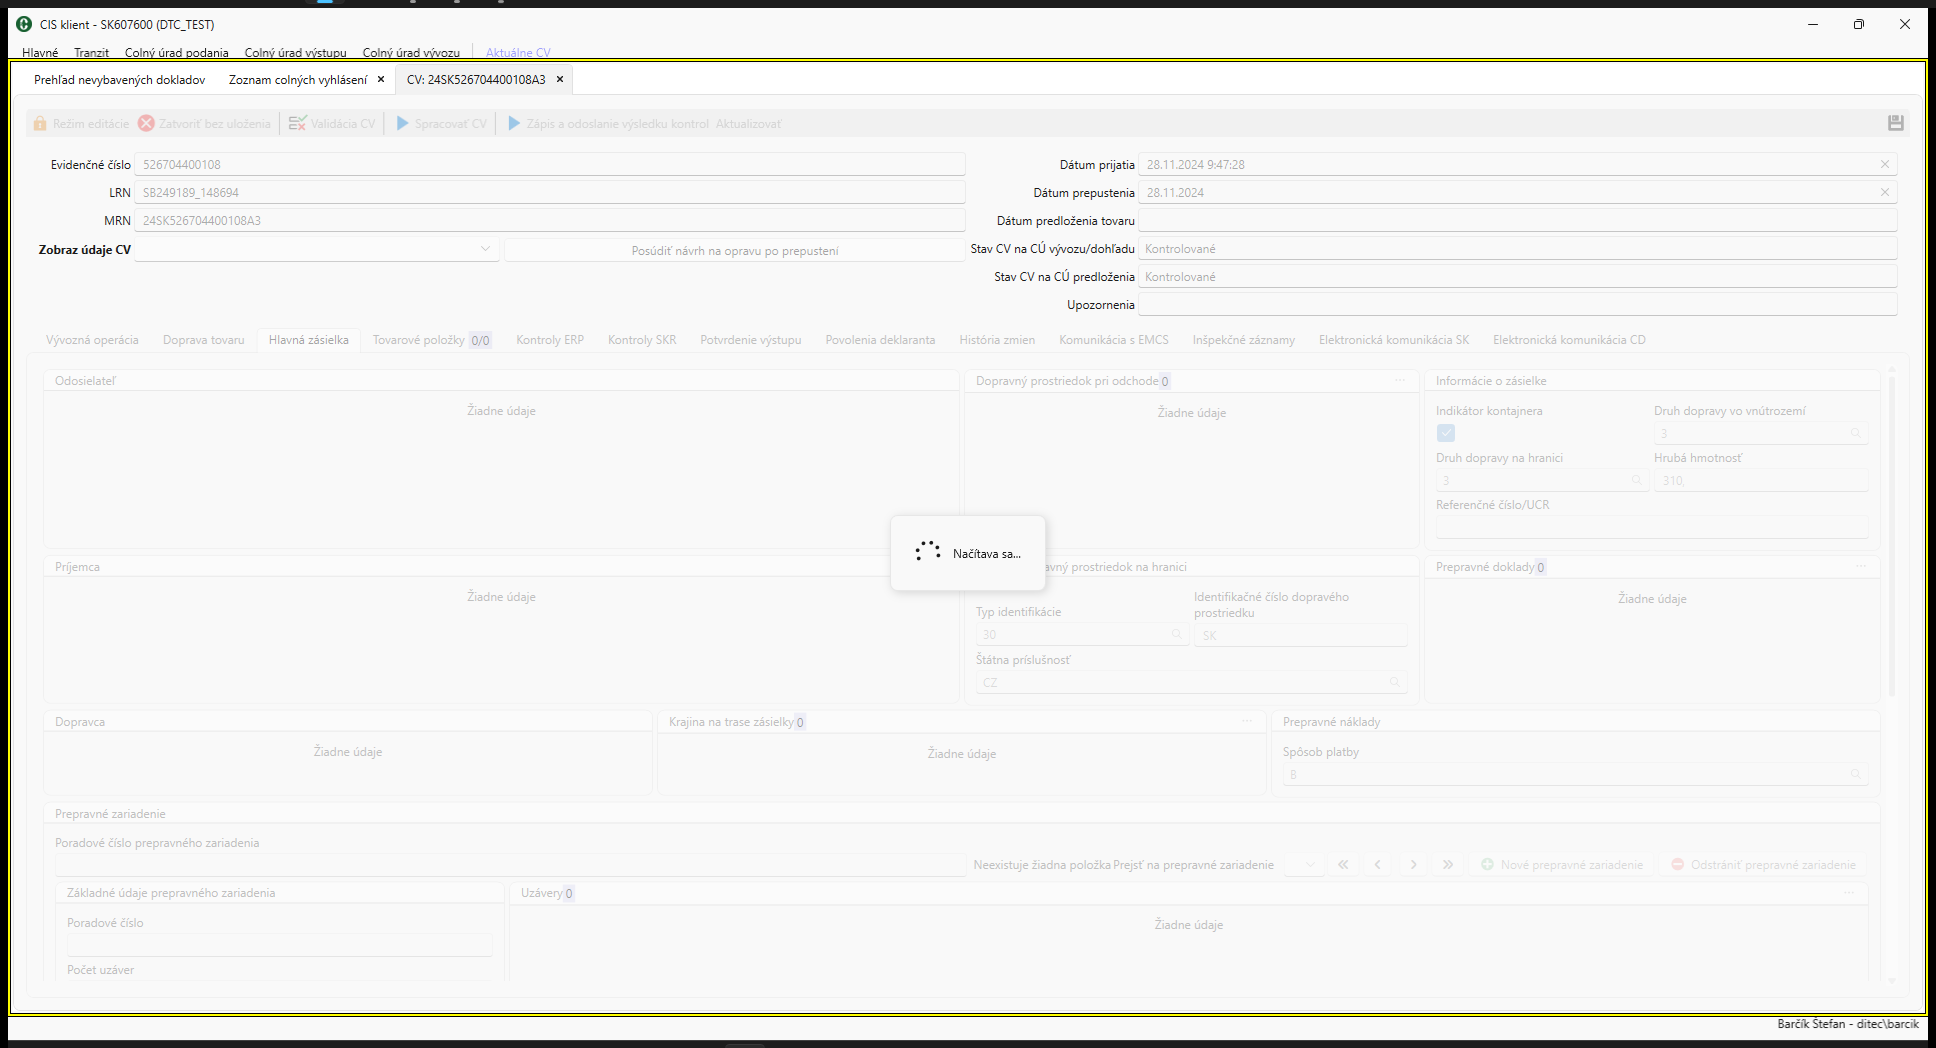 CIS klient - SK607600 (DTC_TEST)
Hlavné Tranzit Colný úrad podania Colný úrad výstupu Colný úrad vývozu Aktuálne CV
Prehľad nevybavených dokladov Zoznam colných vyhlásení CV: 24SK526704400108A3
Režim editácie Zatvoriť bez uloženia Validácia CV Spracovať CV Zápis a odoslanie výsledku kontrol Aktualizovať
Evidenčné číslo 526704400108 Dátum prijatia 28.11.2024 9:47:28
LRN SB249189_148694 Dátum prepustenia 28.11.2024
MRN 24SK526704400108A3 Dátum predloženia tovaru
Zobraz údaje CV Posúdiť návrh na opravu po prepustení Stav CV na CÚ vývozu/dohľadu Kontrolované
Stav CV na CÚ predloženia Kontrolované
Upozornenia
Vývozná operácia Doprava tovaru Hlavná zásielka Tovarové položky 0/0 Kontroly ERP Kontroly SKR Potvrdenie výstupu Povolenia deklaranta História zmien Komunikácia s EMCS Inšpekčné záznamy Elektronická komunikácia SK Elektronická komunikácia CD
Odosielateľ Dopravný prostriedok pri odchode 0 Informácie o zásielke
Žiadne údaje Žiadne údaje Indikátor kontajnera Druh dopravy vo vnútrozemí
3
Druh dopravy na hranici Hrubá hmotnosť
3 310,
Referenčné číslo/UCR
Načítava sa...
Príjemca avný prostriedok na hranici Prepravné doklady 0
Žiadne údaje Typ identifikácie Identifikačné číslo dopravého Žiadne údaje
prostriedku
30 SK
Štátna príslušnosť
CZ
Dopravca Krajina na trase zásielky 0 Prepravné náklady
Žiadne údaje Žiadne údaje Spôsob platby
B
Prepravné zariadenie
Poradové číslo prepravného zariadenia
Neexistuje žiadna položka Prejsť na prepravné zariadenie Nové prepravné zariadenie Odstrániť prepravné zariadenie
Základné údaje prepravného zariadenia Uzávery 0
Poradové číslo Žiadne údaje
Počet uzáver
Barčík Štefan - ditec\barcik